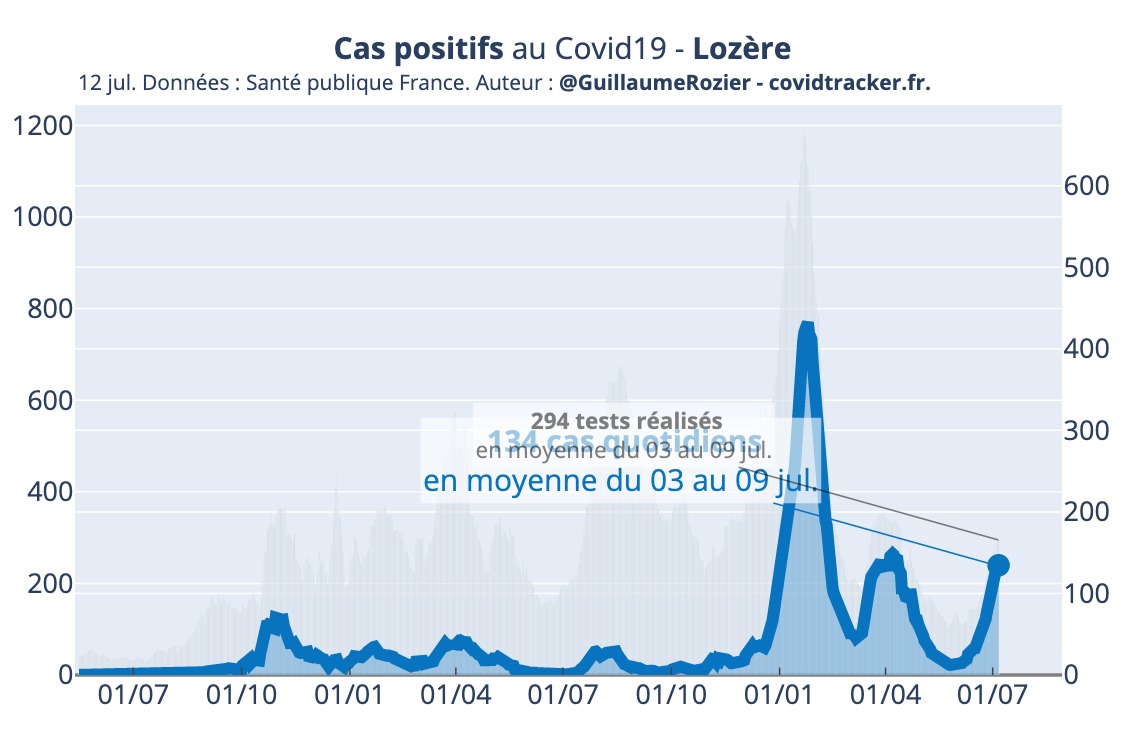 Cas positifs au Covid19 - Lozère
12 jul. Données : Santé publique France. Auteur : @GuillaumeRozier - covidtracker.fr.
1200
1000
800
600
400
200
0
600
500
400
300
200
100
0
294 tests réalisés
134 cas quotidiens
en moyenne du 03 au 09 jul.
en moyenne du 03 au 09 jul.
01/07 01/10 01/01 01/04 01/07 01/10 01/01 01/04 01/07